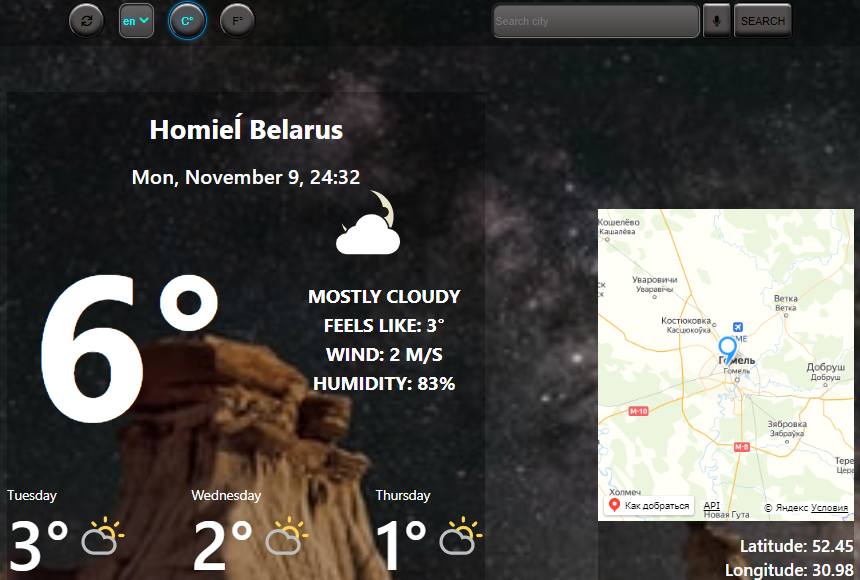 en
C°
F°
Search city
SEARCH
Homieĺ Belarus
Mon, November 9, 24:32
6°
MOSTLY CLOUDY
FEELS LIKE: 3°
WIND: 2 M/S
HUMIDITY: 83%
Tuesday
3°
Wednesday
2°
Thursday
1°
Кошелёво
Кашалёва
Уваровичи
Уваравічы
Ветка
Ветка
Костюковка
Касцюкоўка
Гомель
Гомель
Добруш
Добруш
М-10
М-8
Зябровка
Зяброўка
Холмеч
Как добраться
API
Новая Гута
© Яндекс Условия
Latitude: 52.45
Longitude: 30.98